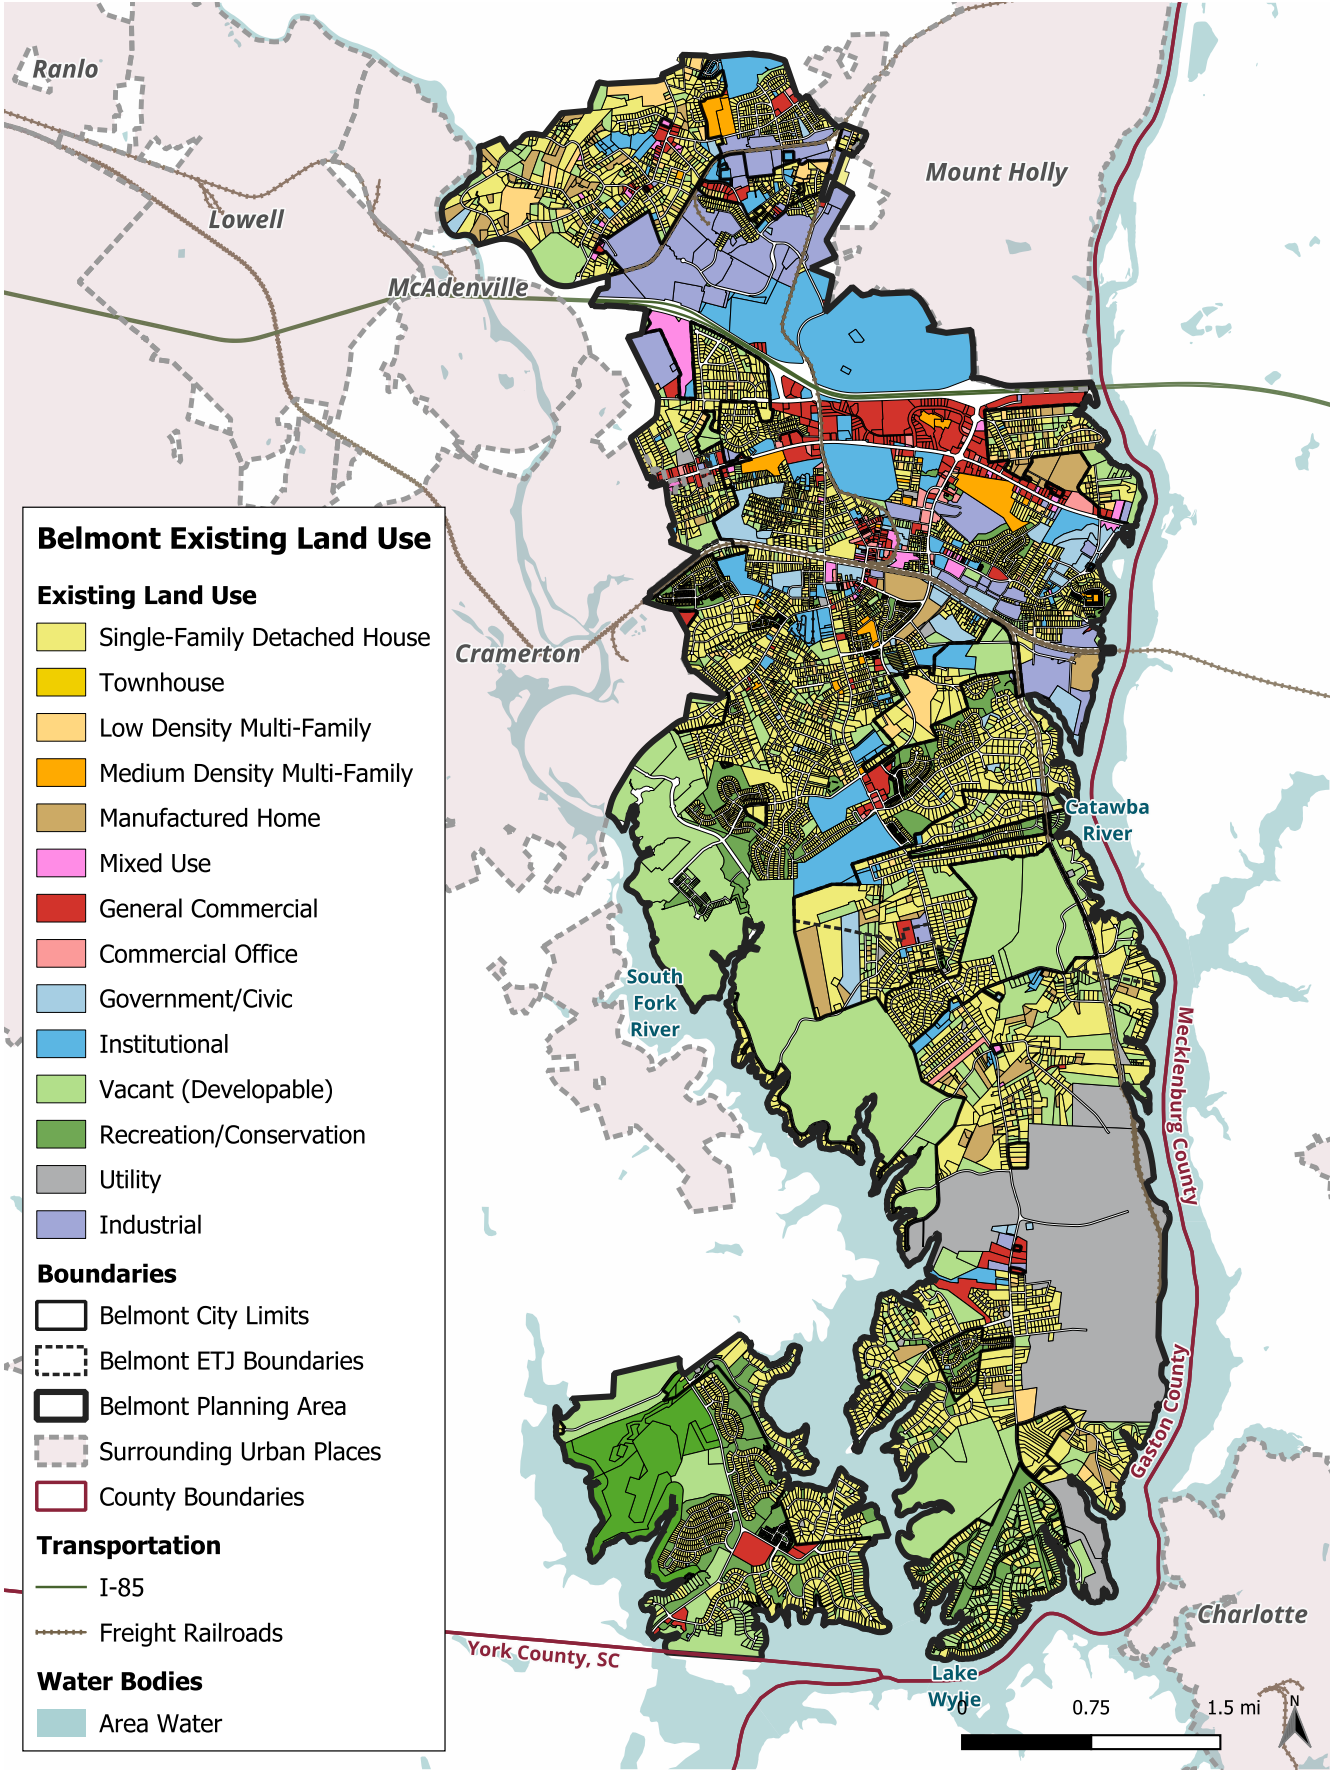 Ranlo
Mount Holly
Lowell
McAdenville
Belmont Existing Land Use
Existing Land Use
Single-Family Detached House
Townhouse
Low Density Multi-Family
Medium Density Multi-Family
Manufactured Home
Mixed Use
General Commercial
Commercial Office
Government/Civic
Institutional
Vacant (Developable)
Recreation/Conservation
Utility
Industrial
Boundaries
Belmont City Limits
Belmont ETJ Boundaries
Belmont Planning Area
Surrounding Urban Places
County Boundaries
Transportation
I-85
Freight Railroads
Water Bodies
Area Water
Cramerton
Catawba
River
South
Fork
River
Mecklenburg County
Gaston County
Charlotte
York County, SC
Lake
Wylie
0
0.75
1.5 mi
N